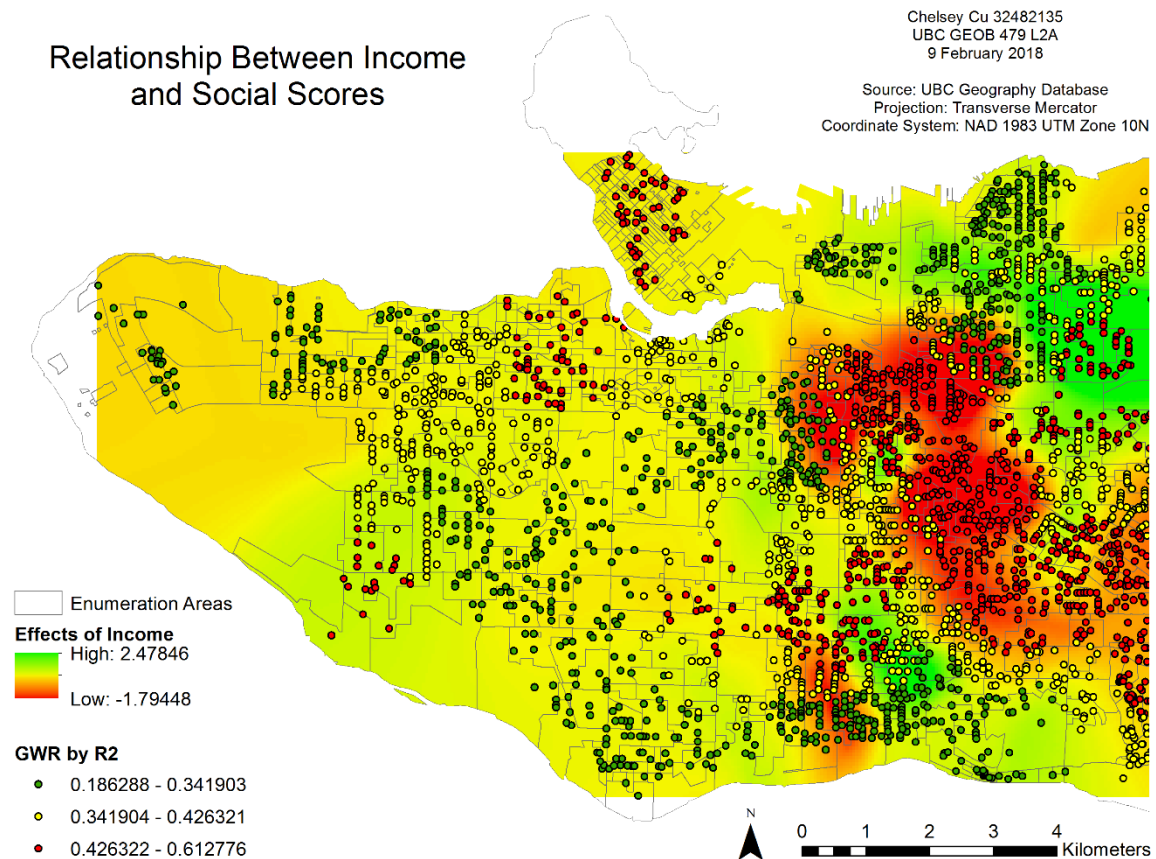 Relationship Between Income
and Social Scores
Chelsey Cu 32482135
UBC GEOB 479 L2A
9 February 2018
Source: UBC Geography Database
Projection: Transverse Mercator
Coordinate System: NAD 1983 UTM Zone 10N
Enumeration Areas
Effects of Income
High: 2.47846
Low: -1.79448
GWR by R2
0.186288 - 0.341903
0.341904 - 0.426321
0.426322 - 0.612776
N
0 1 2 3 4
Kilometers